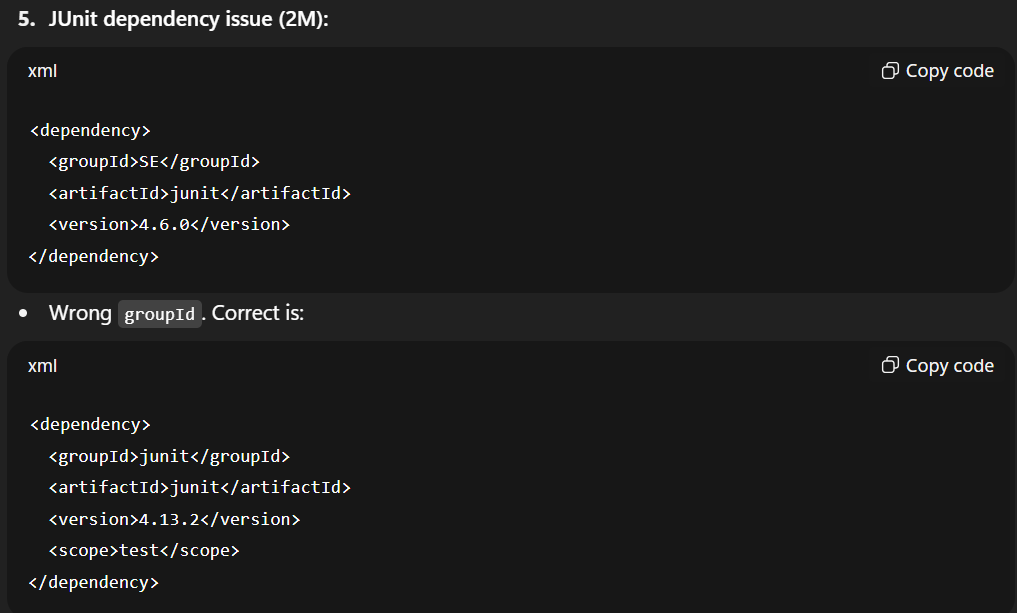 5. JUnit dependency issue (2M):
xml
Copy code
<dependency>
<groupId>SE</groupId>
<artifactId>junit</artifactId>
<version>4.6.0</version>
</dependency>
• Wrong groupId. Correct is:
xml
Copy code
<dependency>
<groupId>junit</groupId>
<artifactId>junit</artifactId>
<version>4.13.2</version>
<scope>test</scope>
</dependency>